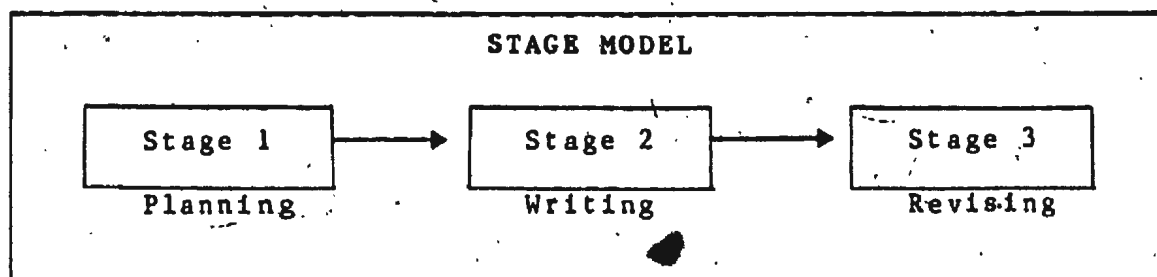 STAGE MODEL
Stage 1 Stage 2 Stage 3
Planning Writing Revising